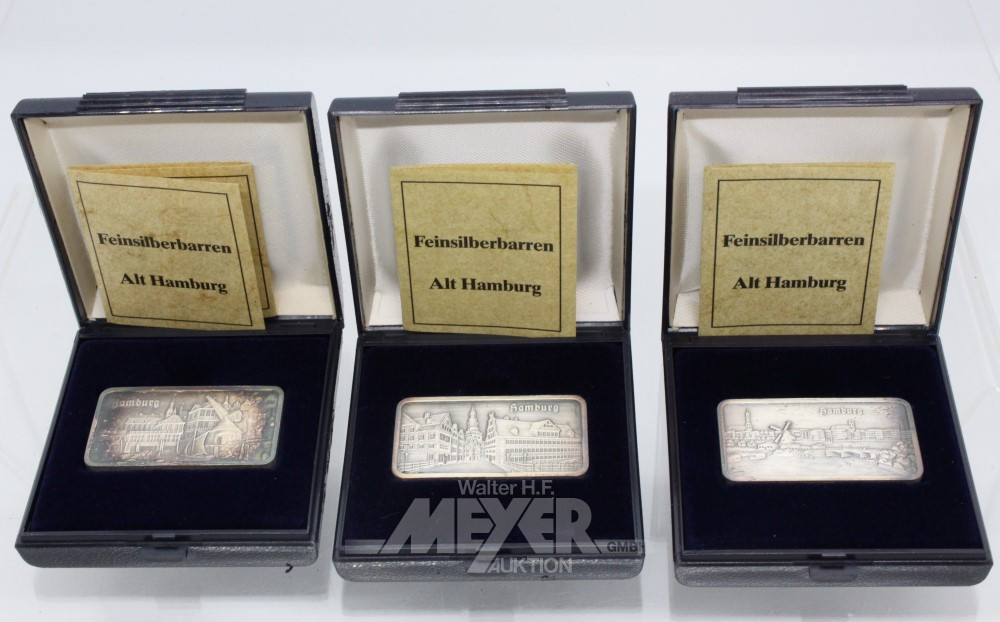 Feinsilberbarren
Alt Hamburg
Feinsilberbarren
Alt Hamburg
Feinsilberbarren
Alt Hamburg
Hamburg
Hamburg
Hamburg
Walter H.F.
MEYER
GMBH
AUKTION